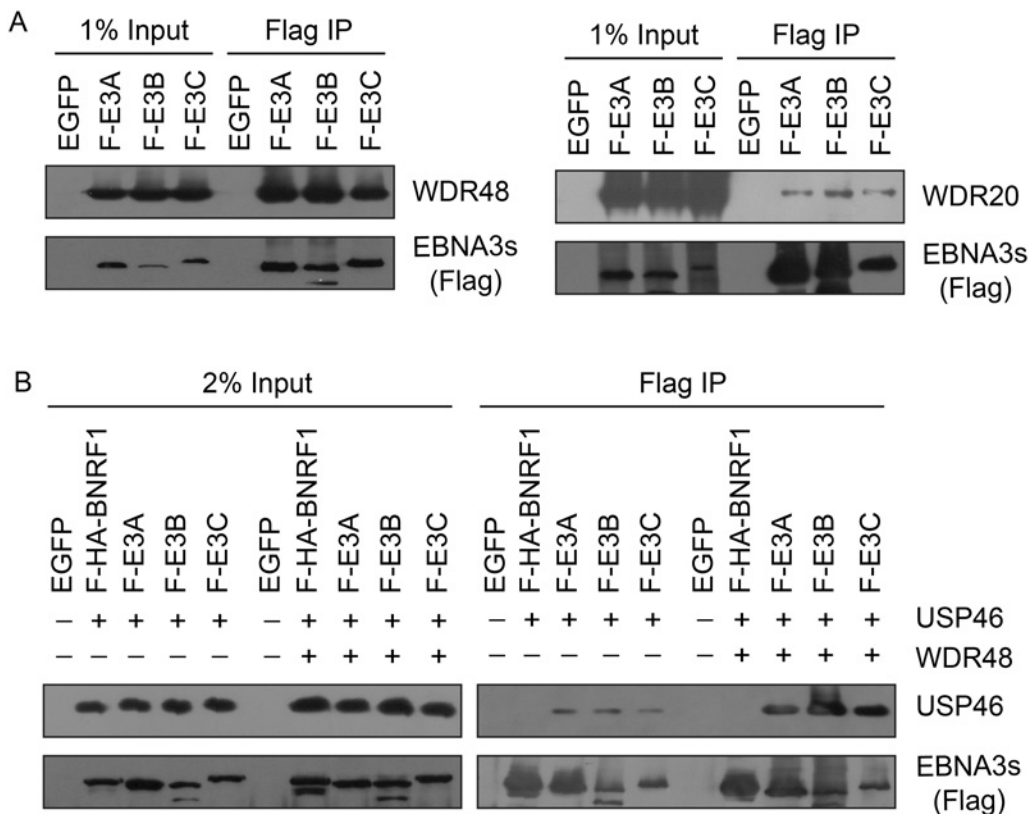 A
1% Input Flag IP
EGFP F-E3A F-E3B F-E3C EGFP F-E3A F-E3B F-E3C
WDR48
EBNA3s
(Flag)
1% Input Flag IP
EGFP F-E3A F-E3B F-E3C EGFP F-E3A F-E3B F-E3C
WDR20
EBNA3s
(Flag)
B
2% Input Flag IP
EGFP F-HA-BNRF1 F-E3A F-E3B F-E3C EGFP F-HA-BNRF1 F-E3A F-E3B F-E3C EGFP F-HA-BNRF1 F-E3A F-E3B F-E3C EGFP F-HA-BNRF1 F-E3A F-E3B F-E3C
– + + + + – + + + + – + + + + – + + + + USP46
– – – – – – + + + + – – – – – – + + + + WDR48
USP46
EBNA3s
(Flag)